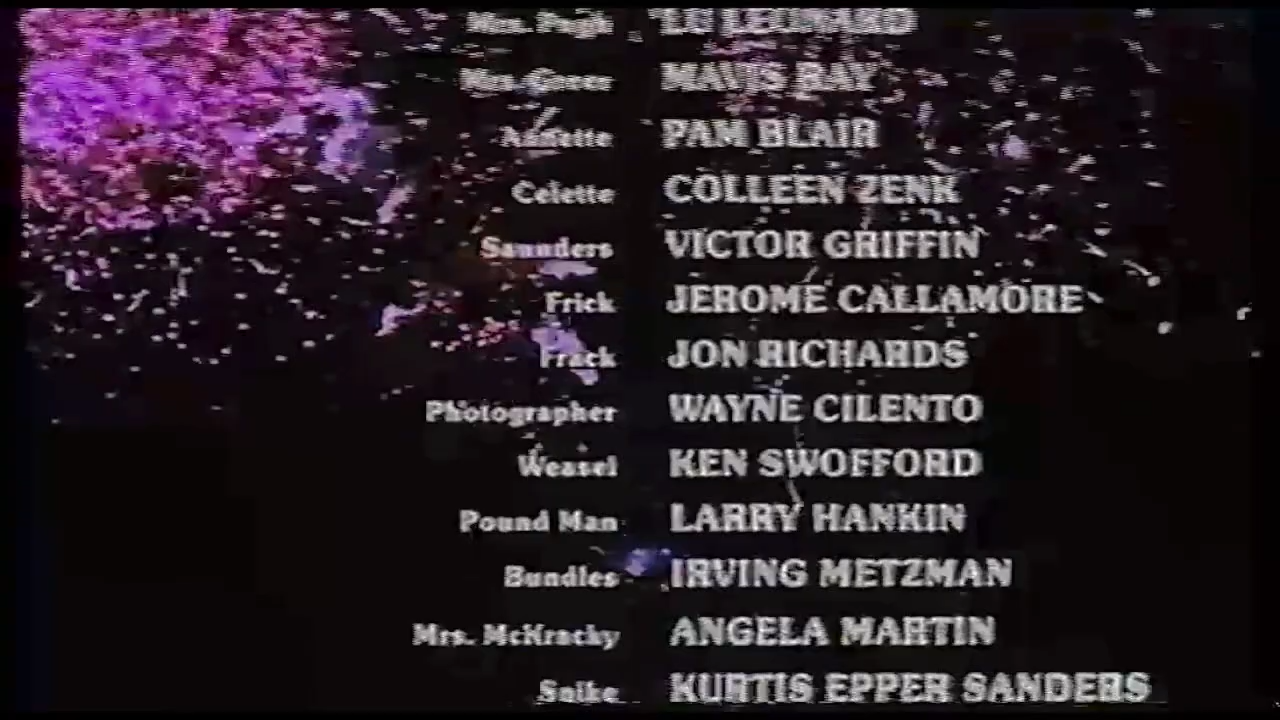 Mrs. Pugh LU LEONARD
Mrs. Greer MAVIS RAY
Annette PAM BLAIR
Celette COLLEEN ZENK
Saunders VICTOR GRIFFIN
Frick JEROME CALLAMORE
Frack JON RICHARDS
Photographer WAYNE CILENTO
Weasel KEN SWOFFORD
Pound Man LARRY HANKIN
Bundles IRVING METZMAN
Mrs. McKracky ANGELA MARTIN
Spike KURTIS EPPER SANDERS